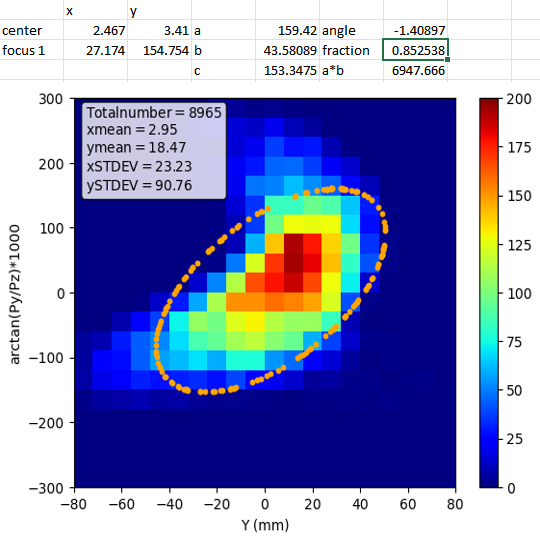 x y
center 2.467 3.41 a 159.42 angle -1.40897
focus 1 27.174 154.754 b 43.58089 fraction 0.852538
c 153.3475 a*b 6947.666
Totalnumber = 8965
xmean = 2.95
ymean = 18.47
xSTDEV = 23.23
ySTDEV = 90.76
300
200
100
0
−100
−200
−300
arctan(Py/Pz)*1000
−80 −60 −40 −20 0 20 40 60 80
Y (mm)
200
175
150
125
100
75
50
25
0